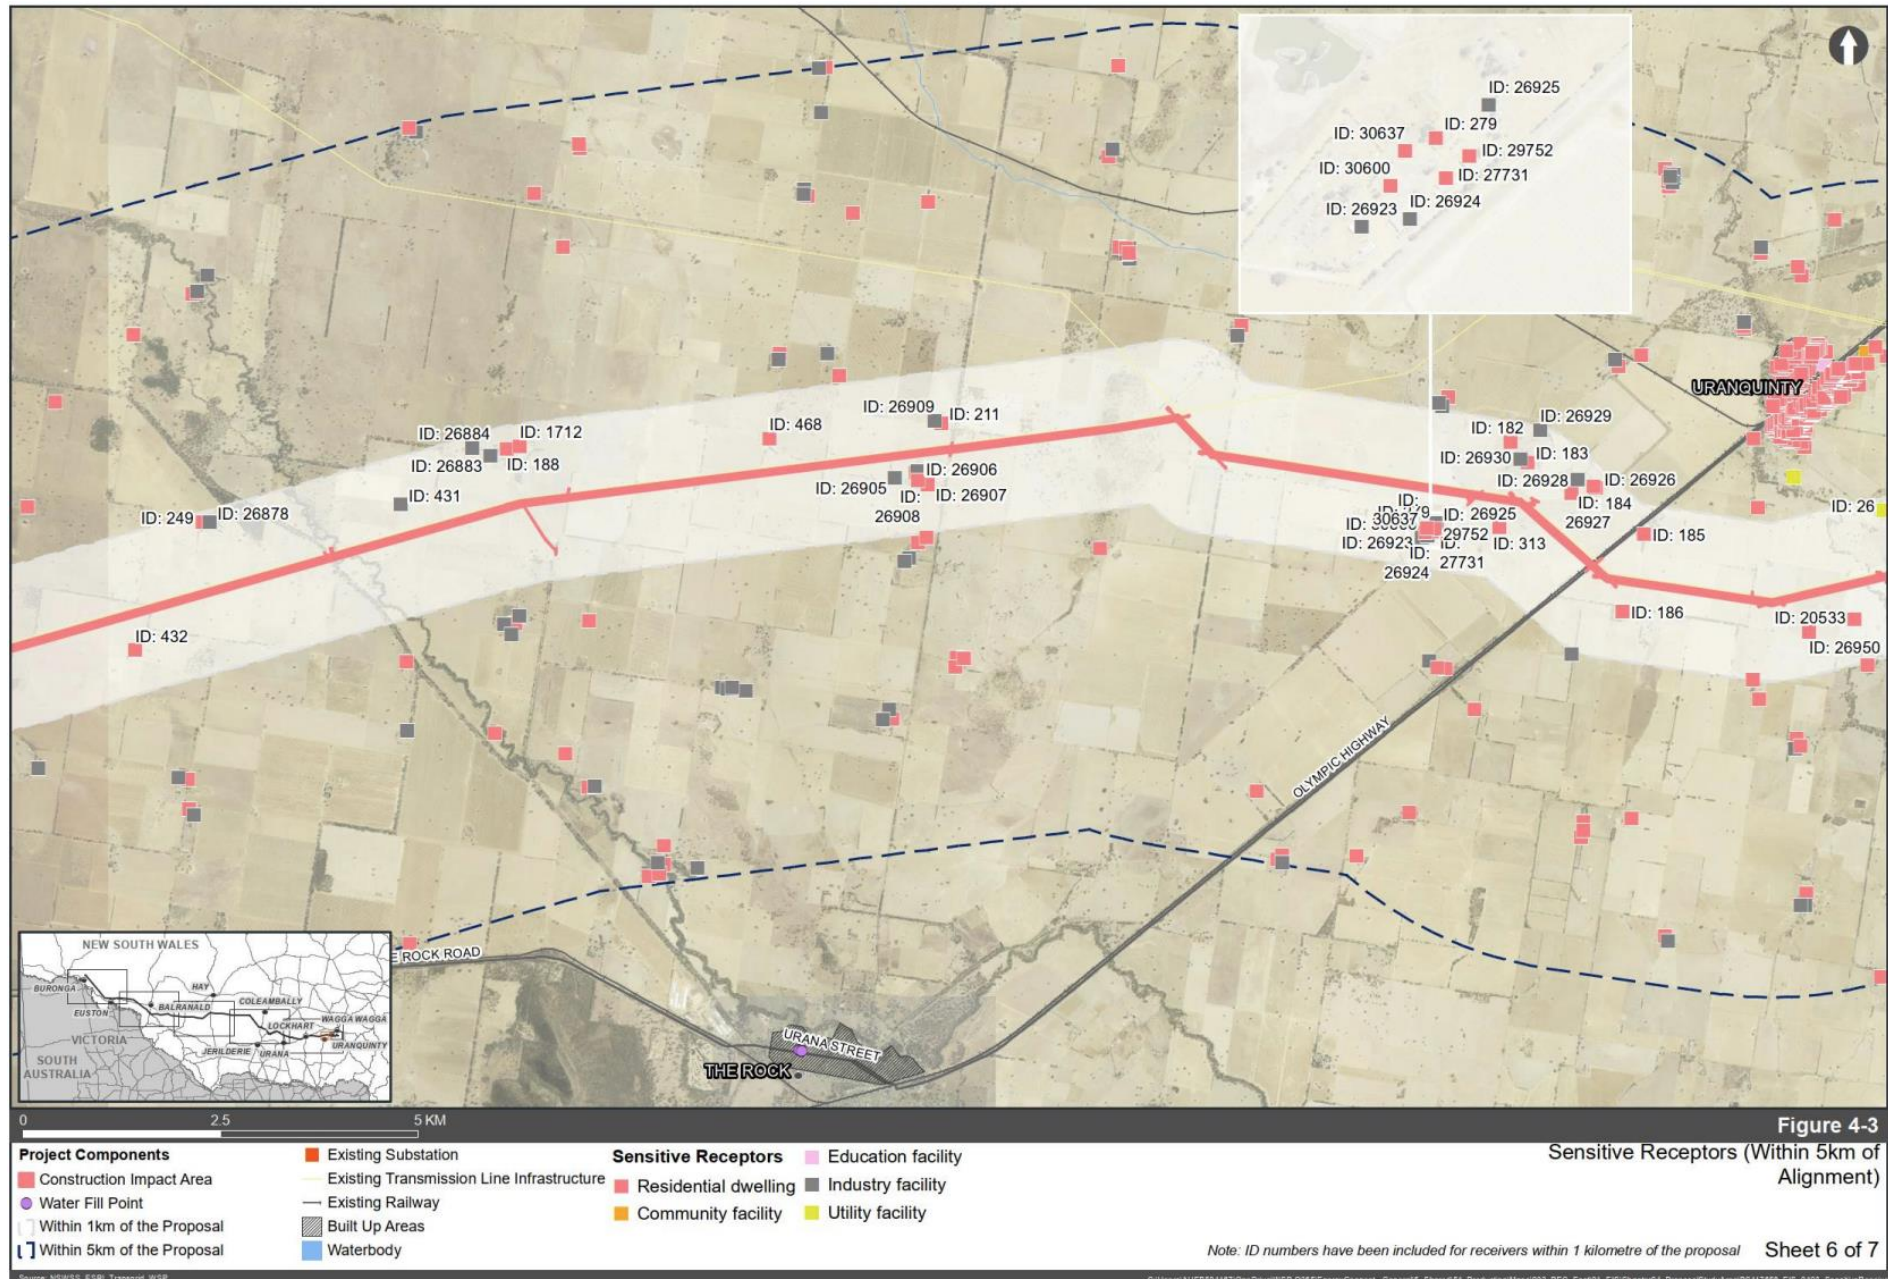 ID: 26925
ID: 279
ID: 30637
ID: 29752
ID: 30600
ID: 27731
ID: 26923
ID: 26924
URANQUINTY
ID: 26909
ID: 211
ID: 468
ID: 26884
ID: 1712
ID: 26883
ID: 188
ID: 431
ID: 249
ID: 26878
ID: 26905
ID: 26906
ID:
26908
ID: 26907
ID: 26929
ID: 182
ID: 26930
ID: 183
ID: 26928
ID: 26926
ID: 184
26927
ID:
30637
ID: 26925
ID: 26923
29752
ID: 313
ID:
26924
ID:
27731
ID: 185
ID: 26
ID: 432
ID: 186
ID: 20533
ID: 26950
OLYMPIC HIGHWAY
E ROCK ROAD
URANA STREET
THE ROCK
NEW SOUTH WALES
BURONGA
HAY
BALRANALD
COLEAMBALLY
EUSTON
LOCKHART
WAGGA WAGGA
VICTORIA
URANQUINTY
JERILDERIE
URANA
SOUTH
AUSTRALIA
0 2.5 5 KM
Figure 4-3
Sensitive Receptors (Within 5km of
Alignment)
Project Components
Construction Impact Area
Water Fill Point
Within 1km of the Proposal
Within 5km of the Proposal
Existing Substation
Existing Transmission Line Infrastructure
Existing Railway
Built Up Areas
Waterbody
Sensitive Receptors
Residential dwelling
Community facility
Education facility
Industry facility
Utility facility
Note: ID numbers have been included for receivers within 1 kilometre of the proposal
Sheet 6 of 7